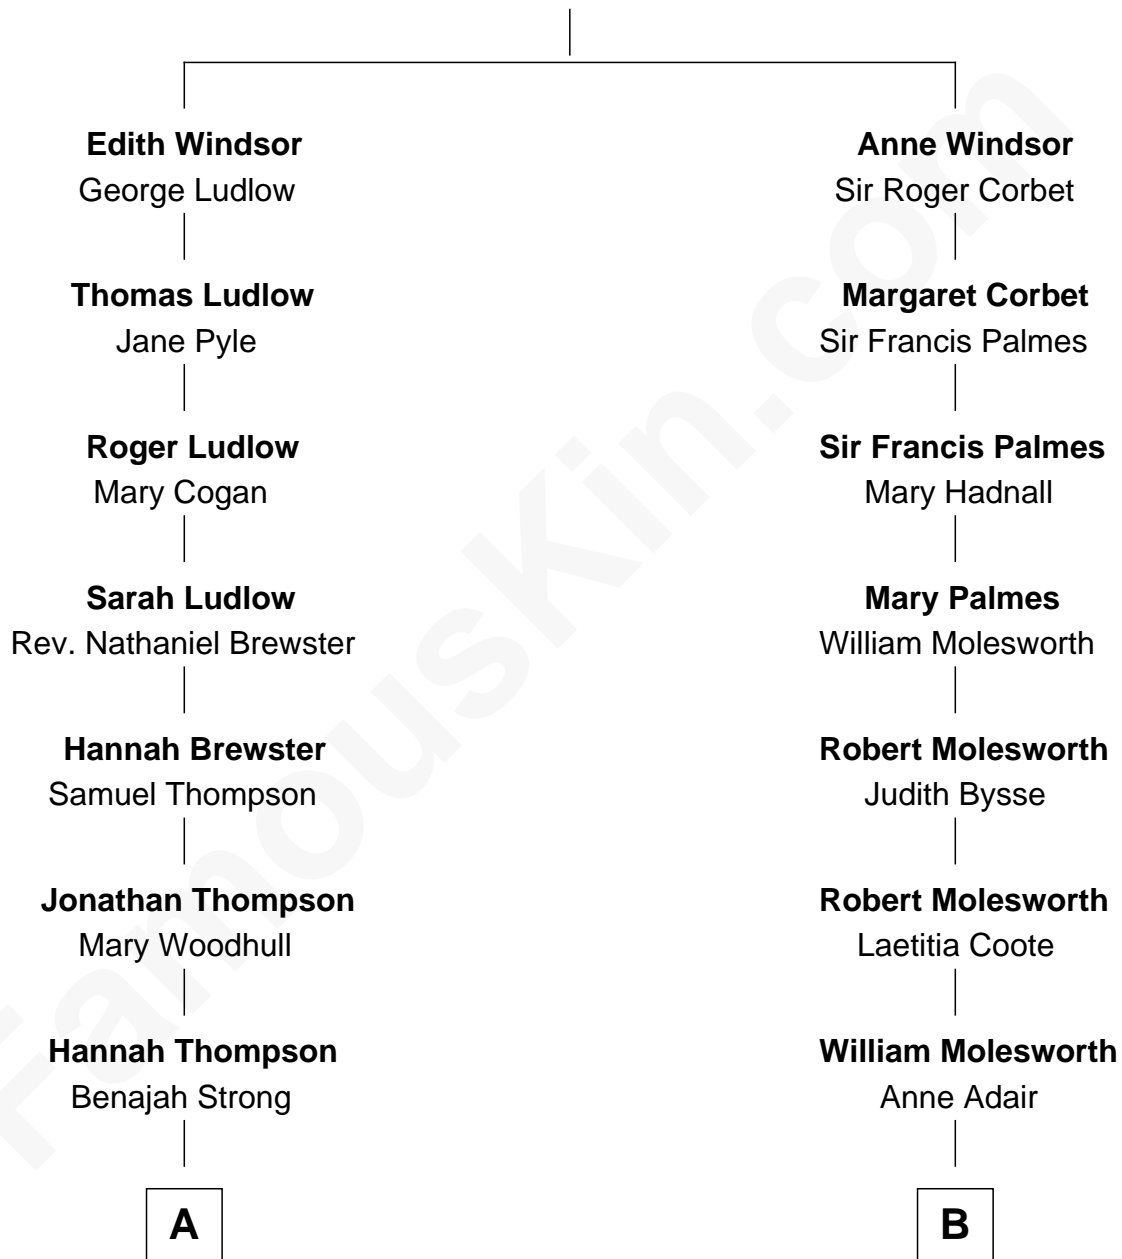 Edith Windsor
George Ludlow
Thomas Ludlow
Jane Pyle
Roger Ludlow
Mary Cogan
Sarah Ludlow
Rev. Nathaniel Brewster
Hannah Brewster
Samuel Thompson
Jonathan Thompson
Mary Woodhull
Hannah Thompson
Benajah Strong
A
Anne Windsor
Sir Roger Corbet
Margaret Corbet
Sir Francis Palmes
Sir Francis Palmes
Mary Hadnall
Mary Palmes
William Molesworth
Robert Molesworth
Judith Bysse
Robert Molesworth
Laetitia Coote
William Molesworth
Anne Adair
B
FamousKin.com